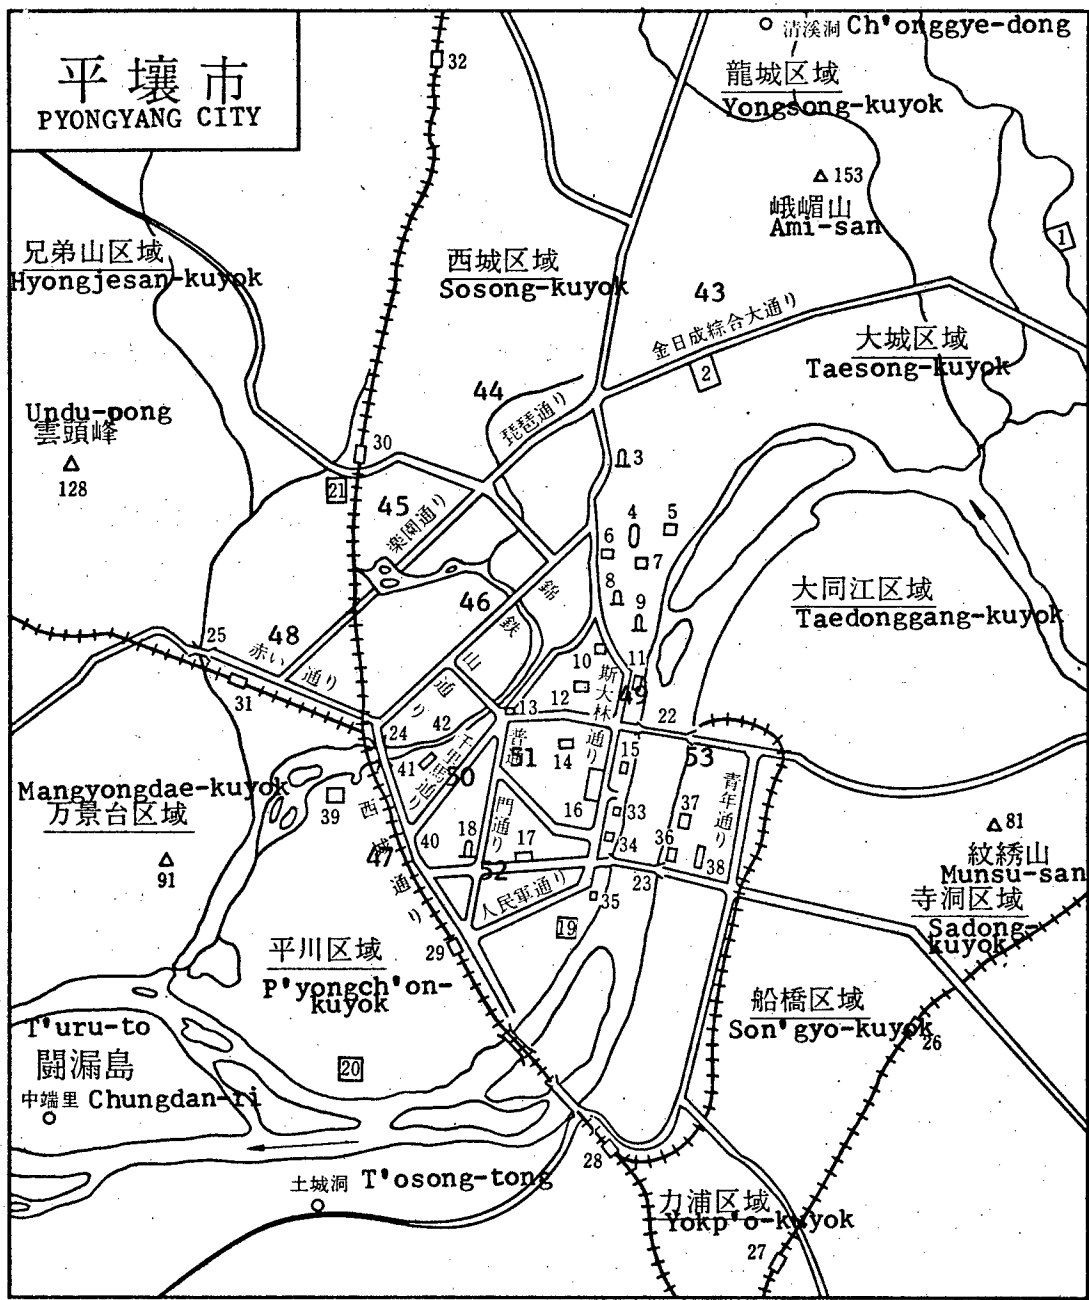 平壤市
PYONGYANG CITY
32
清溪洞 Ch'onggye-dong
龍城区域
Yongsong-kuyok
153
峨嵋山
Ami-san
1
兄弟山区域
Hyongjesan-kuyok
西城区域
Sosong-kuyok
43
金日成綜合大通り
2
大城区域
Taesong-kuyok
44
琵琶通り
Undu-pong
雲頭峰
128
30
21
3
45
楽園通り
4
5
6
7
8
9
大同江区域
Taedonggang-kuyok
46
錦
鉄
山
通
り
48
赤い通り
25
31
10
11
49
斯大林通り
12
13
22
24
42
千里馬通り
50
51
普通
門通り
14
15
53
青年通り
41
Mangyongdae-kuyok
万景台区域
39
91
16
33
37
34
36
38
81
紋綉山
Munsu-san
寺洞区域
Sadong-
kuyok
西城通り
47
40
18
17
52
23
人民軍通り
35
19
29
平川区域
P'yongch'on-
kuyok
船橋区域
Son'gyo-kuyok
26
T'uru-to
闘漏島
中端里 Chungdan-ri
20
28
土城洞 T'osong-tong
力浦区域
Yokp'o-kuyok
27